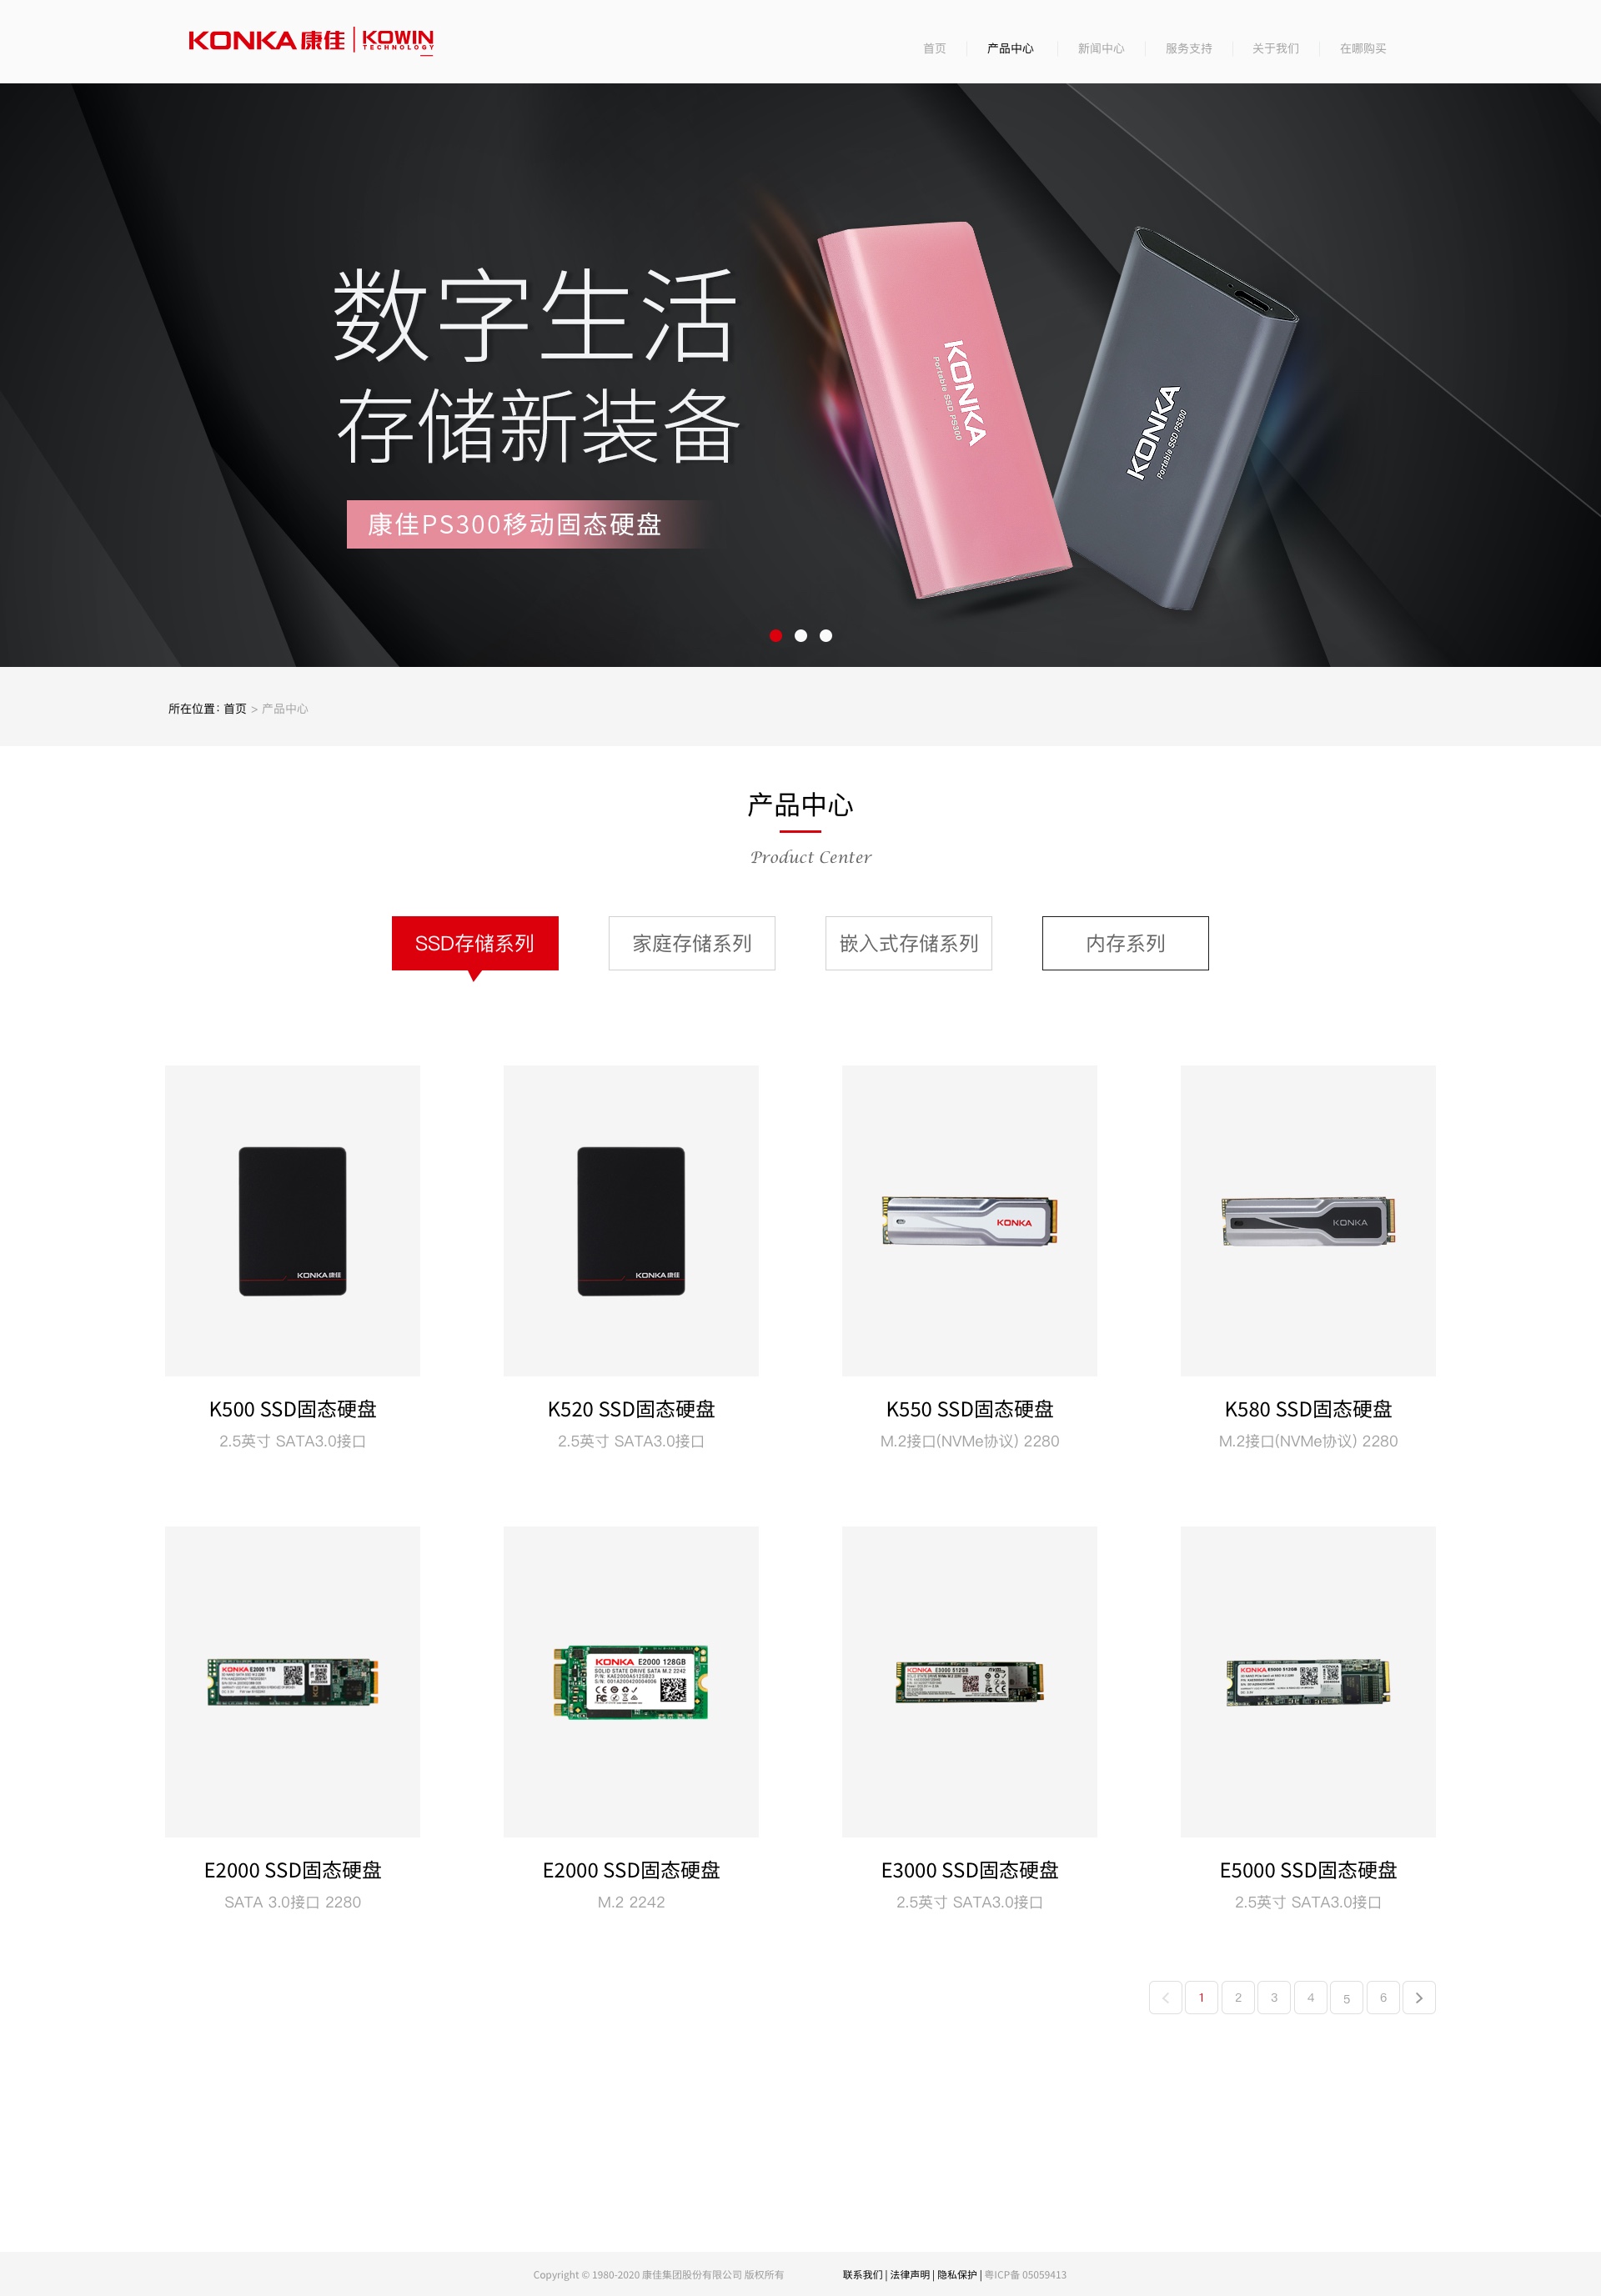 KONKA 康佳 | KOWIN TECHNOLOGY
首页 产品中心 新闻中心 服务支持 关于我们 在哪购买
数字生活
存储新装备
康佳PS300移动固态硬盘
KONKA
Portable SSD PS300
KONKA
Portable SSD PS300
所在位置：首页 > 产品中心
产品中心
Product Center
SSD存储系列 家庭存储系列 嵌入式存储系列 内存系列
KONKA 康佳
KONKA 康佳
KONKA
KONKA
K500 SSD固态硬盘 K520 SSD固态硬盘 K550 SSD固态硬盘 K580 SSD固态硬盘
2.5英寸 SATA3.0接口 2.5英寸 SATA3.0接口 M.2接口(NVMe协议) 2280 M.2接口(NVMe协议) 2280
KONKA E2000 1TB
KONKA
KONKA E2000 128GB
SOLID STATE DRIVE SATA M.2 2242
KONKA E3000 512GB
KONKA E5000 512GB
E2000 SSD固态硬盘 E2000 SSD固态硬盘 E3000 SSD固态硬盘 E5000 SSD固态硬盘
SATA 3.0接口 2280 M.2 2242 2.5英寸 SATA3.0接口 2.5英寸 SATA3.0接口
1 2 3 4 5 6
Copyright © 1980-2020 康佳集团股份有限公司 版权所有 联系我们 | 法律声明 | 隐私保护 | 粤ICP备 05059413